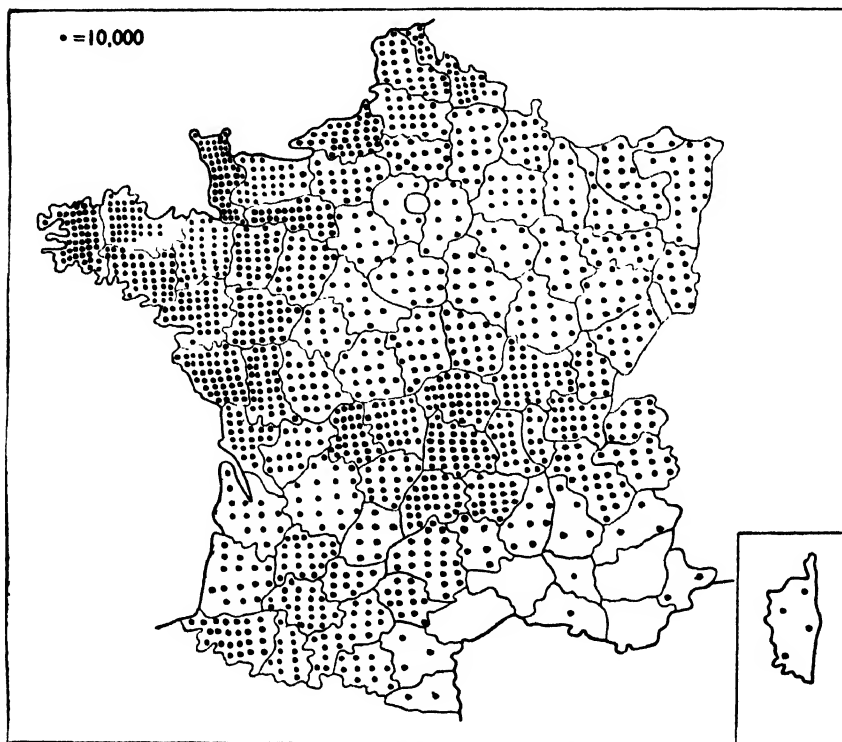 • = 10,000